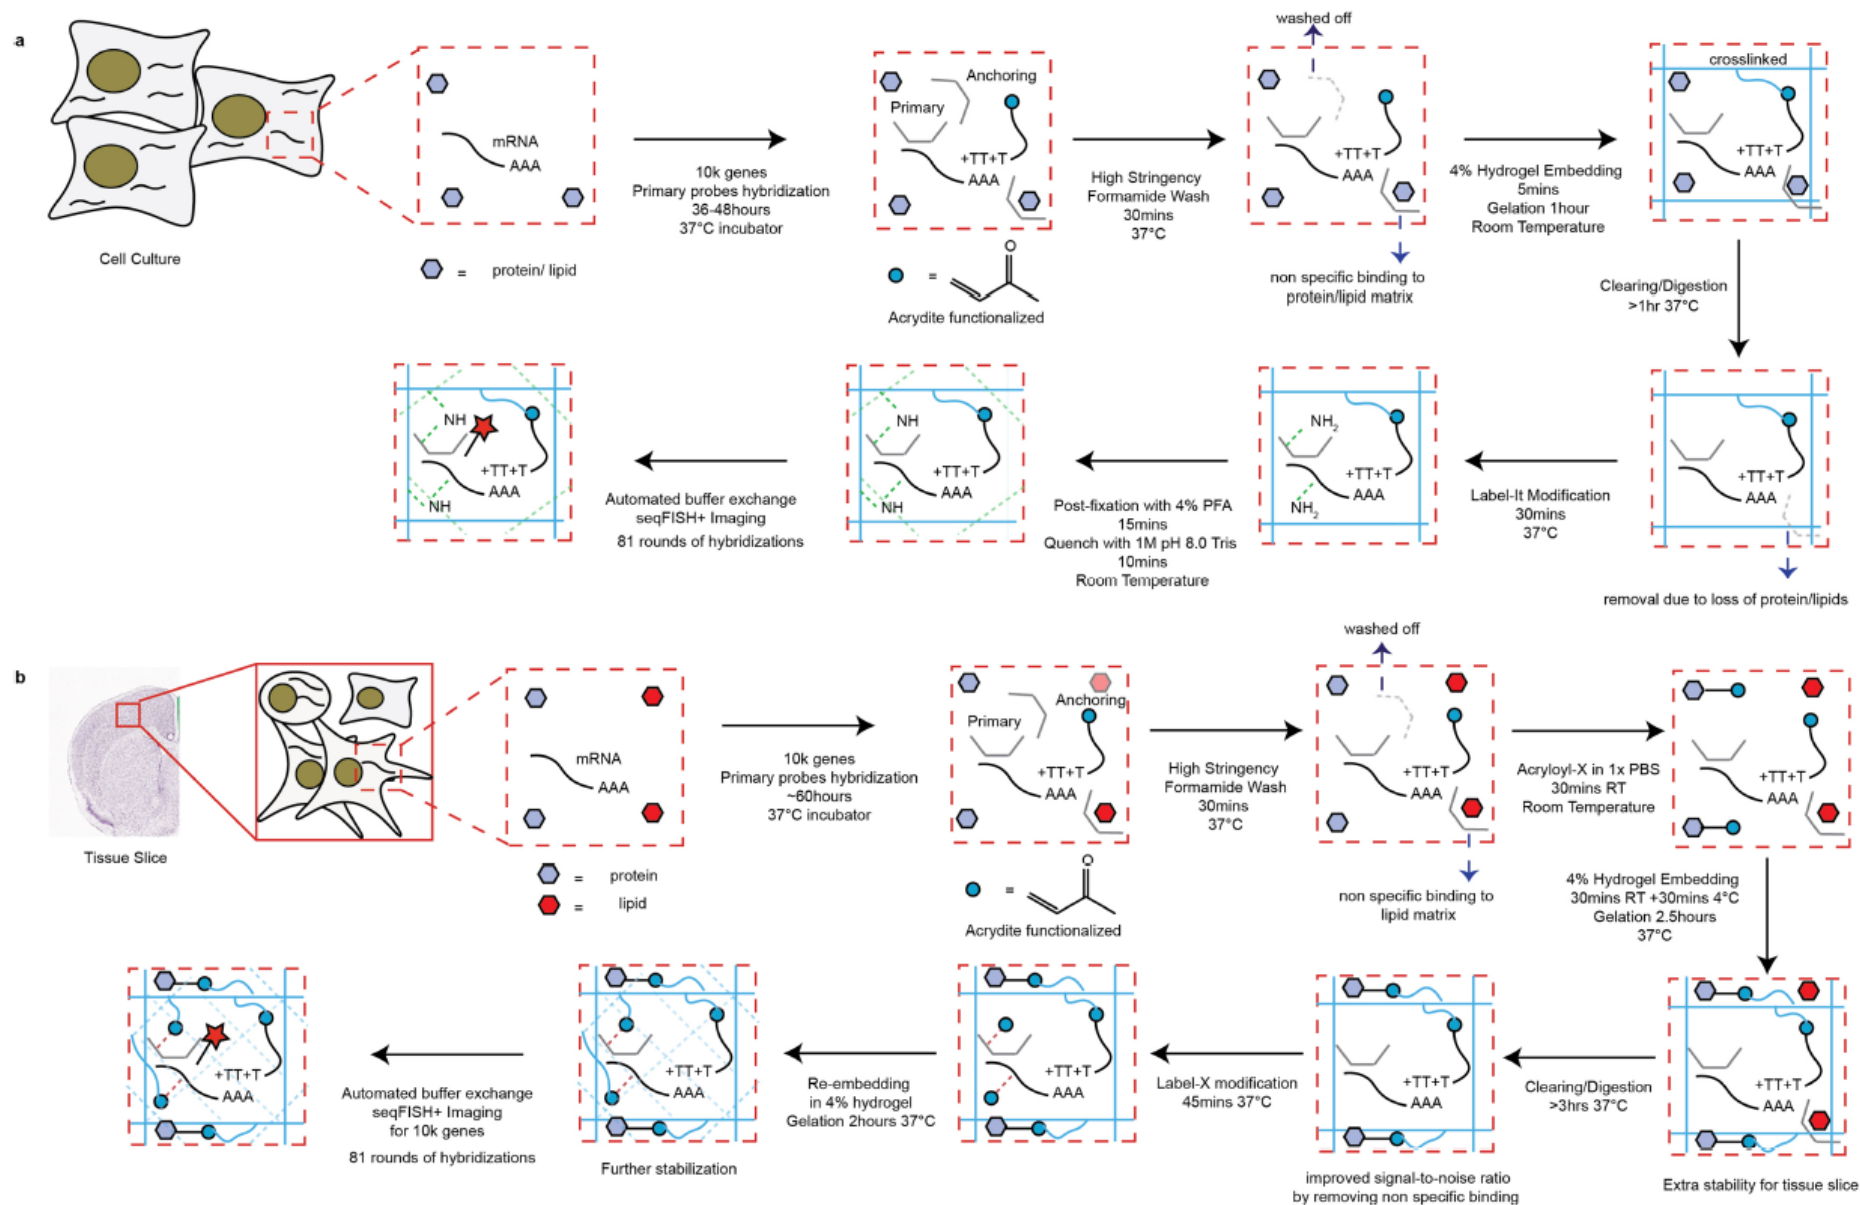 a
washed off
mRNA
AAA
Cell Culture
= protein/ lipid
10k genes
Primary probes hybridization
36-48hours
37°C incubator
Anchoring
Primary
+TT+T
AAA
=
O
Acrydite functionalized
High Stringency
Formamide Wash
30mins
37°C
+TT+T
AAA
non specific binding to
protein/lipid matrix
4% Hydrogel Embedding
5mins
Gelation 1hour
Room Temperature
crosslinked
+TT+T
AAA
Clearing/Digestion
>1hr 37°C
+TT+T
AAA
removal due to loss of protein/lipids
Label-It Modification
30mins
37°C
NH2
+TT+T
AAA
NH2
Post-fixation with 4% PFA
15mins
Quench with 1M pH 8.0 Tris
10mins
Room Temperature
NH
+TT+T
AAA
NH
Automated buffer exchange
seqFISH+ Imaging
81 rounds of hybridizations
NH
+TT+T
AAA
NH
b
Tissue Slice
mRNA
AAA
= protein
= lipid
10k genes
Primary probes hybridization
~60hours
37°C incubator
Anchoring
Primary
+TT+T
AAA
=
O
Acrydite functionalized
High Stringency
Formamide Wash
30mins
37°C
washed off
+TT+T
AAA
non specific binding to
lipid matrix
Acryloyl-X in 1x PBS
30mins RT
Room Temperature
+TT+T
AAA
4% Hydrogel Embedding
30mins RT +30mins 4°C
Gelation 2.5hours
37°C
+TT+T
AAA
Extra stability for tissue slice
Clearing/Digestion
>3hrs 37°C
+TT+T
AAA
improved signal-to-noise ratio
by removing non specific binding
Label-X modification
45mins 37°C
+TT+T
AAA
Re-embedding
in 4% hydrogel
Gelation 2hours 37°C
+TT+T
AAA
Further stabilization
Automated buffer exchange
seqFISH+ Imaging
for 10k genes
81 rounds of hybridizations
+TT+T
AAA